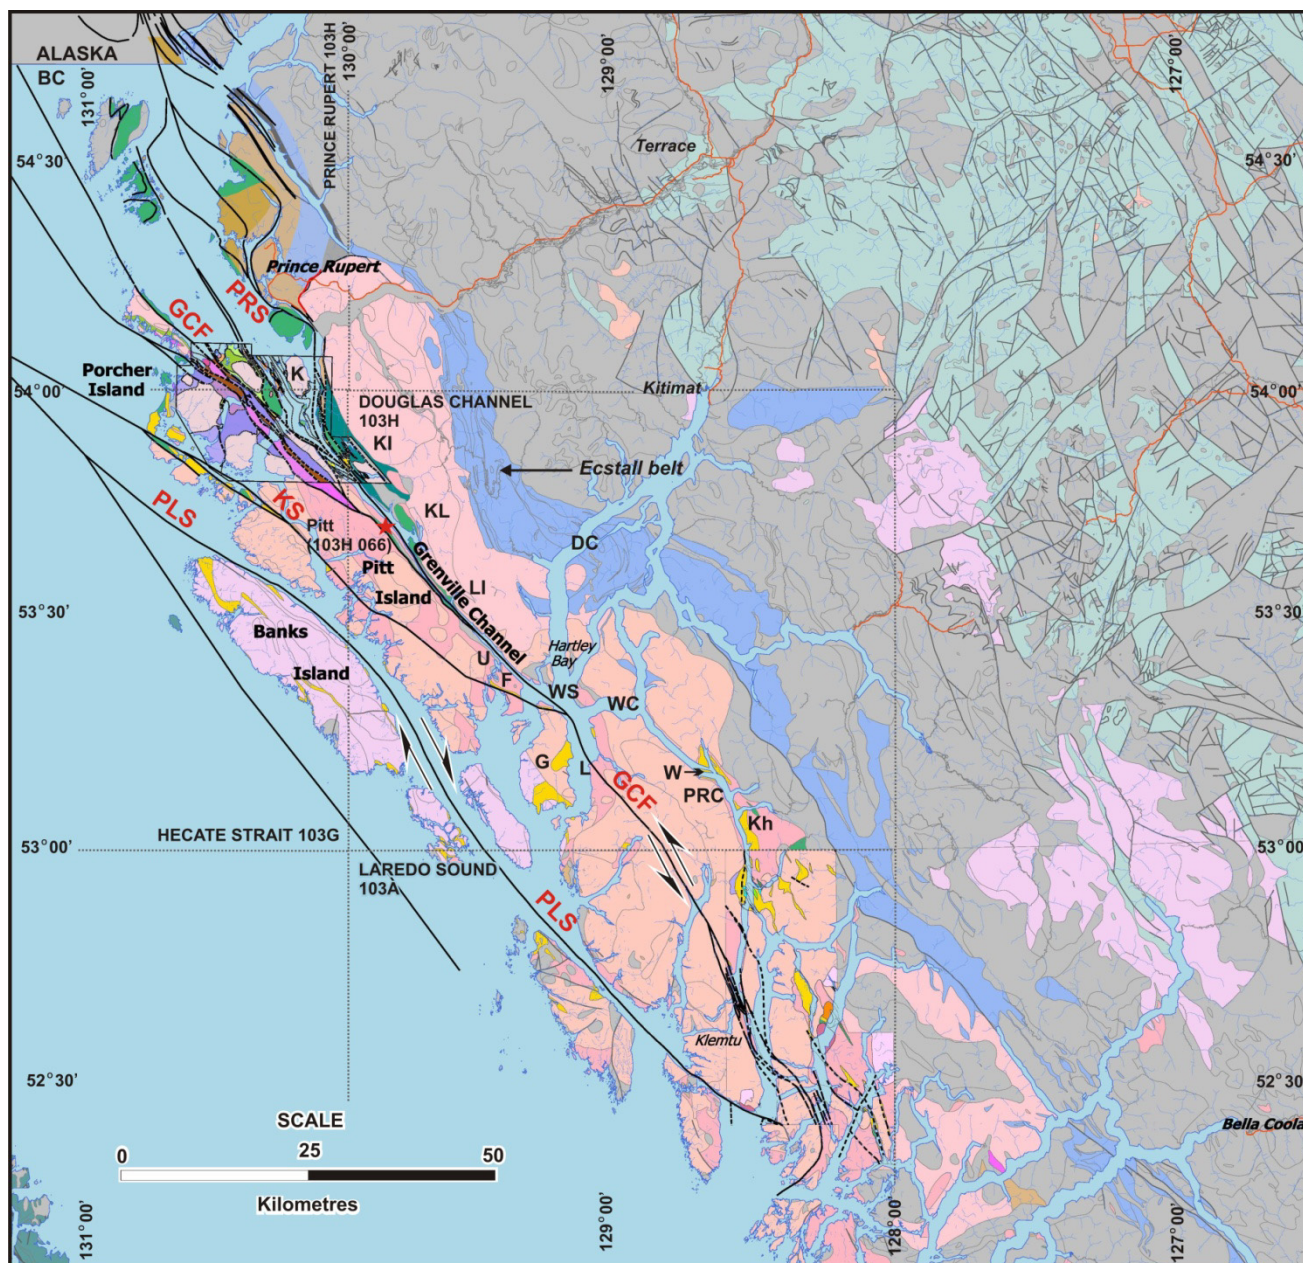 ALASKA
BC
131°00'
PRINCE RUPERT 103H
130°00'
129°00'
127°00'
54°30'
Terrace
54°30'
Prince Rupert
GCF
PRS
Porcher
Island
K
54°00'
DOUGLAS CHANNEL
103H
KI
Kitimat
54°00'
Ecstall belt
PLS
KS
Pitt
(103H 066)
KL
DC
Pitt
Island
Grenville Channel
LI
53°30'
53°30'
Banks
Island
Hartley
Bay
U
F
WS
WC
G
L
GCF
W
PRC
Kh
HECATE STRAIT 103G
53°00'
53°00'
LAREDO SOUND
103A
PLS
Klemtu
52°30'
52°30'
SCALE
0
25
50
Kilometres
Bella Coola
131°00'
129°00'
128°00'
127°00'